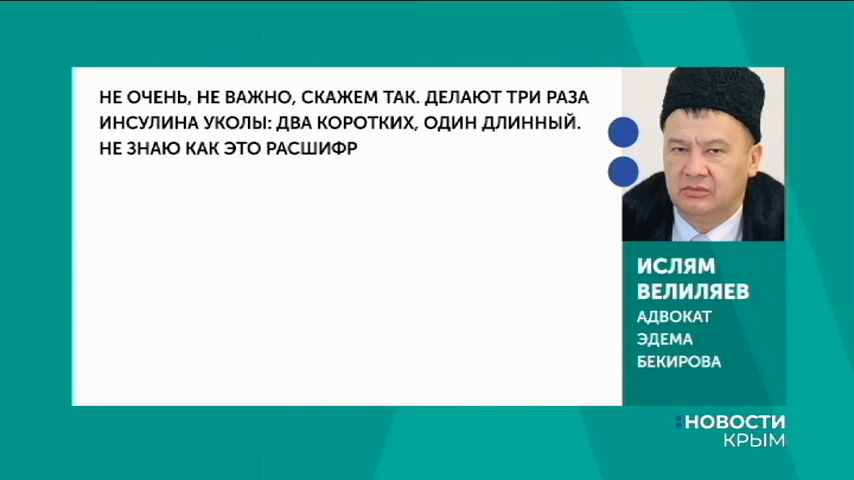 НЕ ОЧЕНЬ, НЕ ВАЖНО, СКАЖЕМ ТАК. ДЕЛАЮТ ТРИ РАЗА
ИНСУЛИНА УКОЛЫ: ДВА КОРОТКИХ, ОДИН ДЛИННЫЙ.
НЕ ЗНАЮ КАК ЭТО РАСШИФР
ИСЛЯМ
ВЕЛИЛЯЕВ
АДВОКАТ
ЭДЕМА
БЕКИРОВА
:НОВОСТИ
КРЫМ